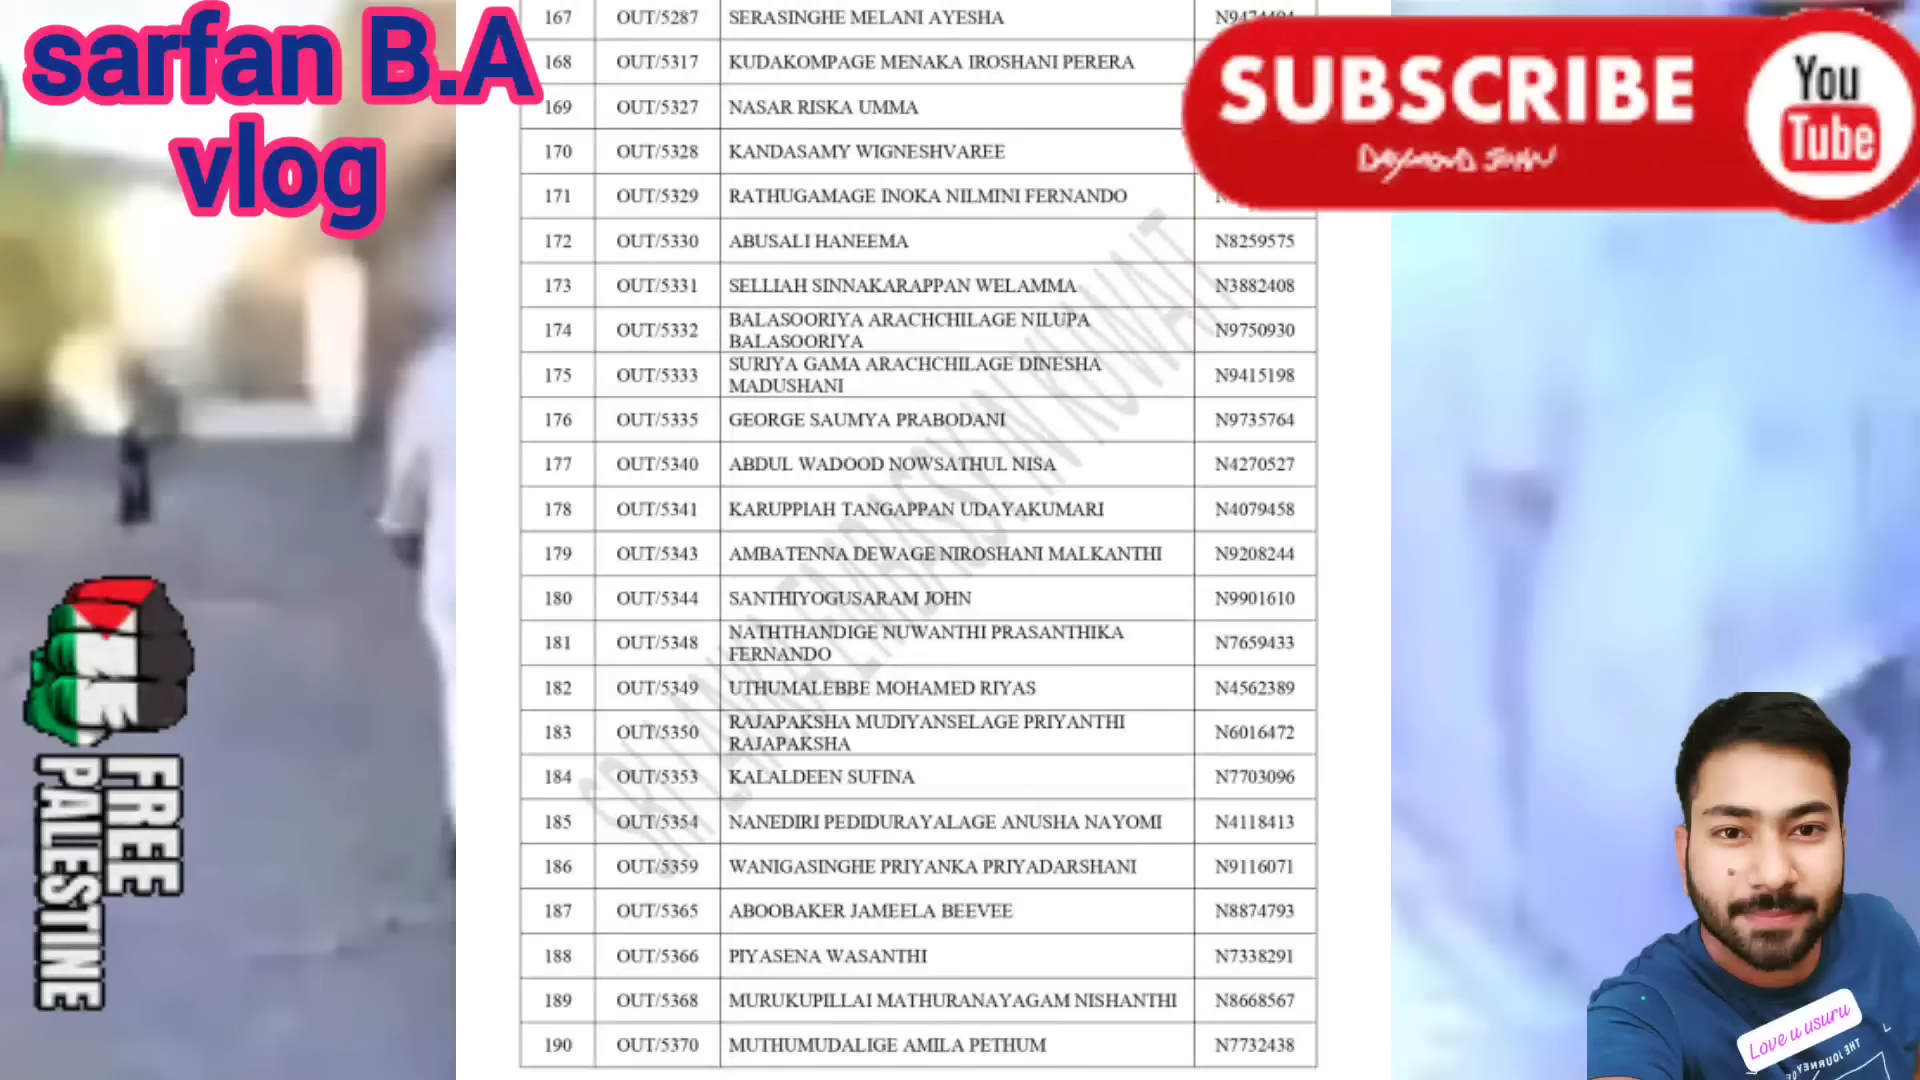 sarfan B.A
vlog
SUBSCRIBE
You
Tube
167 OUT/5287 SERASINGHE MELANI AYESHA N9474494
168 OUT/5317 KUDAKOMPAGE MENAKA IROSHANI PERERA
169 OUT/5327 NASAR RISKA UMMA
170 OUT/5328 KANDASAMY WIGNESHVAREE
171 OUT/5329 RATHUGAMAGE INOKA NILMINI FERNANDO
172 OUT/5330 ABUSALI HANEEMA N8259575
173 OUT/5331 SELLIAH SINNAKARAPPAN WELAMMA N3882408
174 OUT/5332 BALASOORIYA ARACHCHILAGE NILUPA
BALASOORIYA N9750930
175 OUT/5333 SURIYA GAMA ARACHCHILAGE DINESHA
MADUSHANI N9415198
176 OUT/5335 GEORGE SAUMYA PRABODANI N9735764
177 OUT/5340 ABDUL WADOOD NOWSATHUL NISA N4270527
178 OUT/5341 KARUPPIAH TANGAPPAN UDAYAKUMARI N4079458
179 OUT/5343 AMBATENNA DEWAGE NIROSHANI MALKANTHI N9208244
180 OUT/5344 SANTHIYOGUSARAM JOHN N9901610
181 OUT/5348 NATHTHANDIGE NUWANTHI PRASANTHIKA
FERNANDO N7659433
182 OUT/5349 UTHUMALEBBE MOHAMED RIYAS N4562389
183 OUT/5350 RAJAPAKSHA MUDIYANSELAGE PRIYANTHI
RAJAPAKSHA N6016472
184 OUT/5353 KALALDEEN SUFINA N7703096
185 OUT/5354 NANEDIRI PEDIDURAYALAGE ANUSHA NAYOMI N4118413
186 OUT/5359 WANIGASINGHE PRIYANKA PRIYADARSHANI N9116071
187 OUT/5365 ABOOBAKER JAMEELA BEEVEE N8874793
188 OUT/5366 PIYASENA WASANTHI N7338291
189 OUT/5368 MURUKUPILLAI MATHURANAYAGAM NISHANTHI N8668567
190 OUT/5370 MUTHUMUDALIGE AMILA PETHUM N7732438
SRI LANKA EMBASSY IN KUWAIT
FREE
PALESTINE
Love u usuru
THE JOURNEY